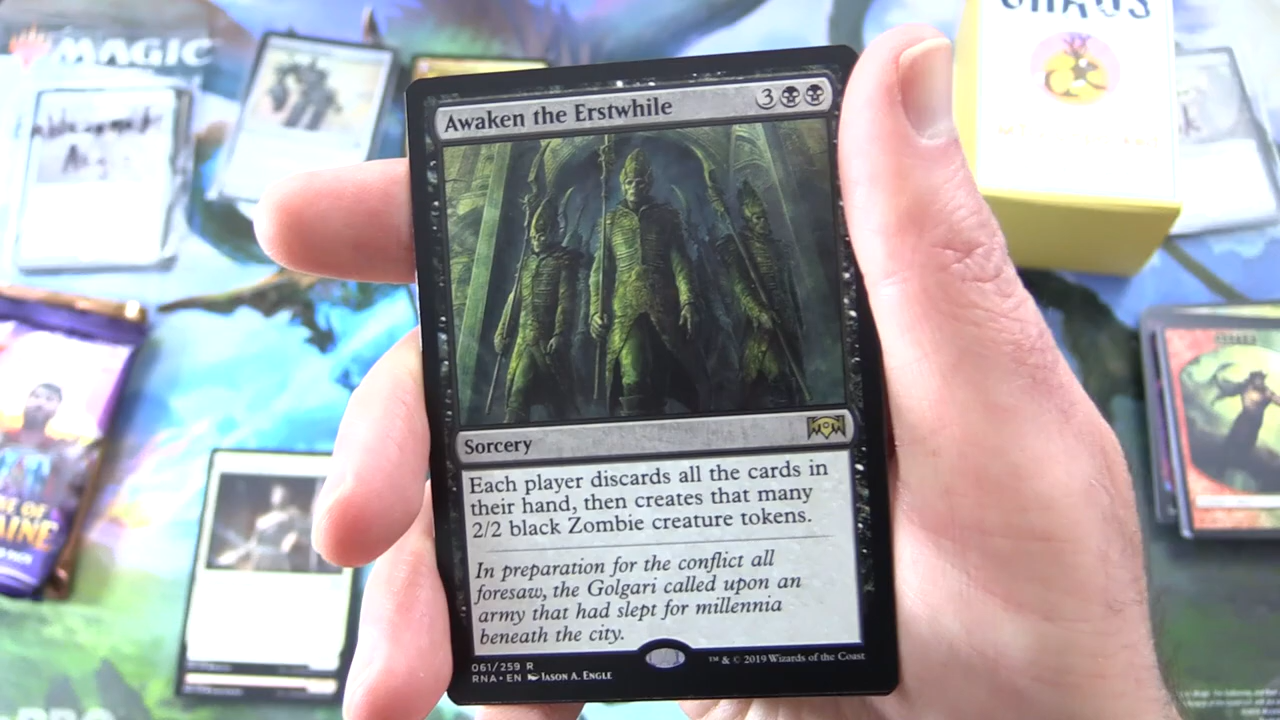 MAGIC
CHAOS
Awaken the Erstwhile
3
Sorcery
Each player discards all the cards in
their hand, then creates that many
2/2 black Zombie creature tokens.
In preparation for the conflict all
foresaw, the Golgari called upon an
army that had slept for millennia
beneath the city.
061/259 R
RNA • EN JASON A. ENGLE
™ & © 2019 Wizards of the Coast